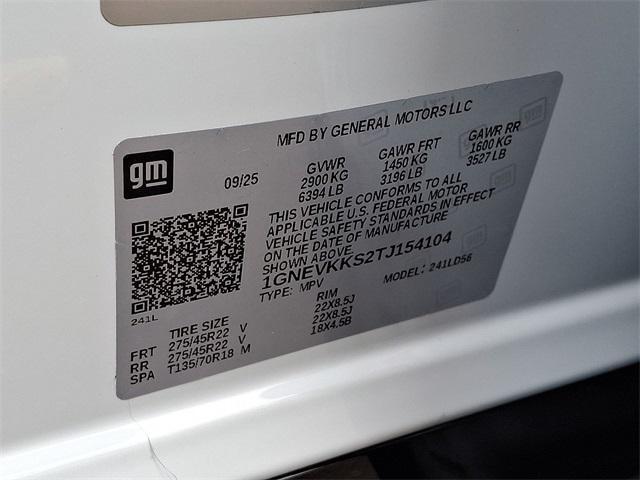 MFD BY GENERAL MOTORS LLC
gm
09/25
GVWR GAWR FRT GAWR RR
2900 KG 1450 KG 1600 KG
6394 LB 3196 LB 3527 LB
THIS VEHICLE CONFORMS TO ALL
APPLICABLE U.S. FEDERAL MOTOR
VEHICLE SAFETY STANDARDS IN EFFECT
ON THE DATE OF MANUFACTURE
SHOWN ABOVE.
1GNEVKKS2TJ154104
TYPE: MPV MODEL: 241LD56
241L
TIRE SIZE RIM
FRT 275/45R22 V 22X8.5J
RR 275/45R22 V 22X8.5J
SPA T135/70R18 M 18X4.5B